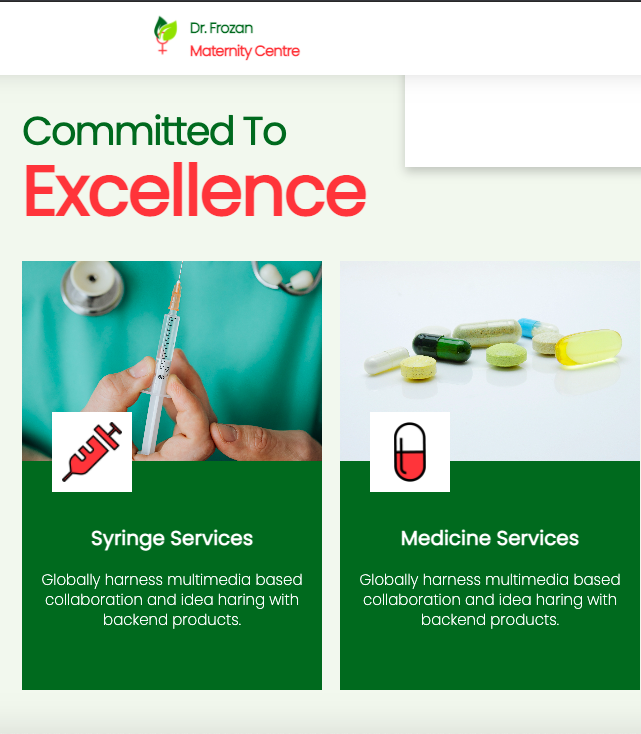 Dr. Frozan
Maternity Centre
Committed To
Excellence
Syringe Services
Globally harness multimedia based
collaboration and idea haring with
backend products.
Medicine Services
Globally harness multimedia based
collaboration and idea haring with
backend products.